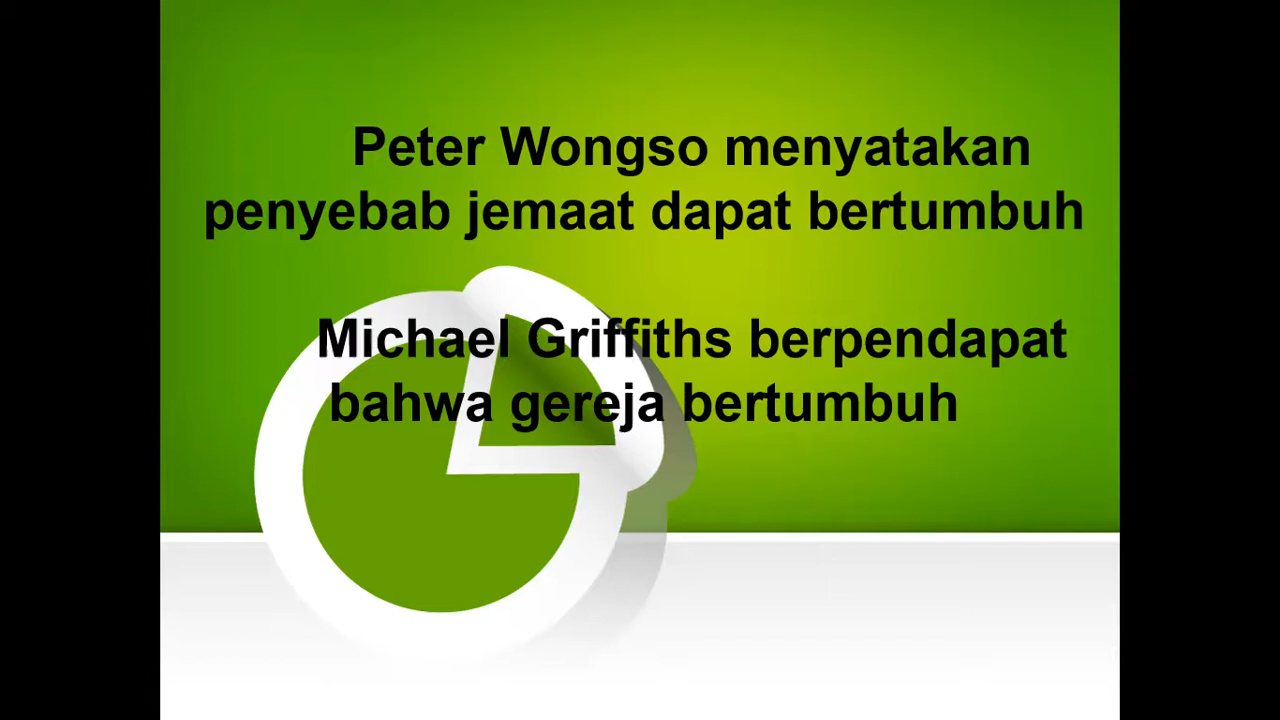 Peter Wongso menyatakan
penyebab jemaat dapat bertumbuh
Michael Griffiths berpendapat
bahwa gereja bertumbuh